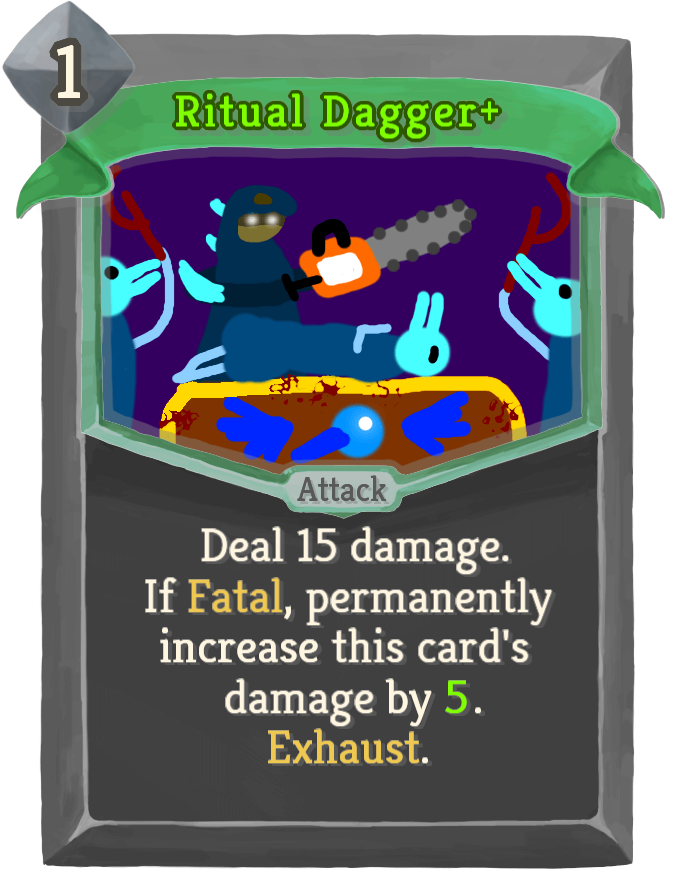 1
Ritual Dagger+
Attack
Deal 15 damage.
If Fatal, permanently
increase this card's
damage by 5.
Exhaust.